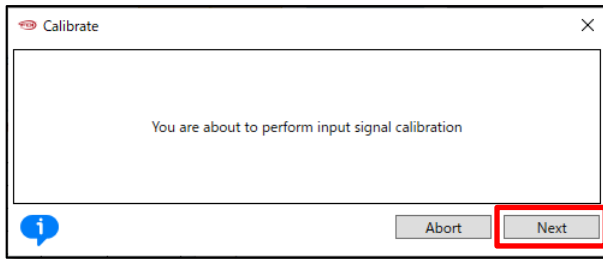 Calibrate
You are about to perform input signal calibration
Abort
Next